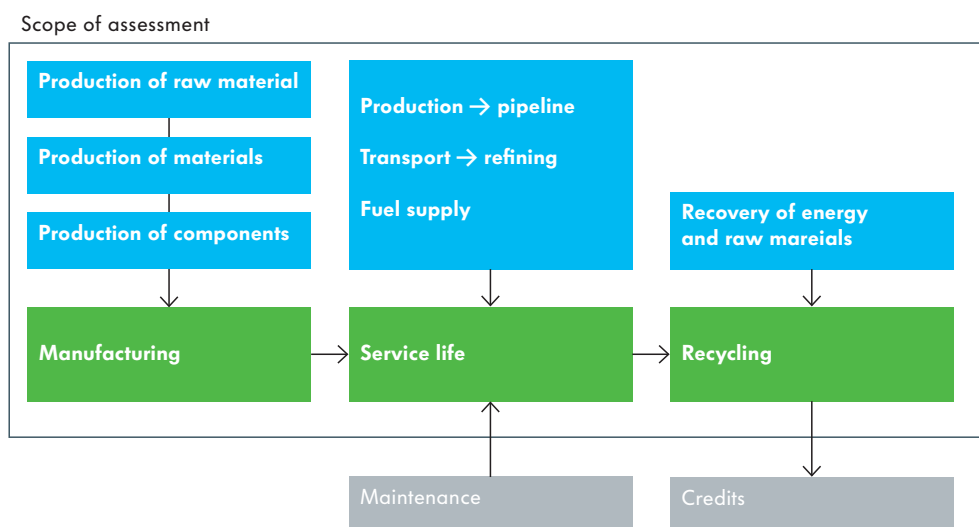 Scope of assessment
Production of raw material
Production of materials
Production of components
Production → pipeline
Transport → refining
Fuel supply
Recovery of energy
and raw mareials
Manufacturing
Service life
Recycling
Maintenance
Credits